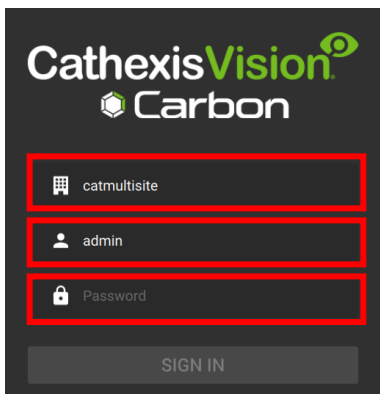 CathexisVision
Carbon
catmultisite
admin
Password
SIGN IN